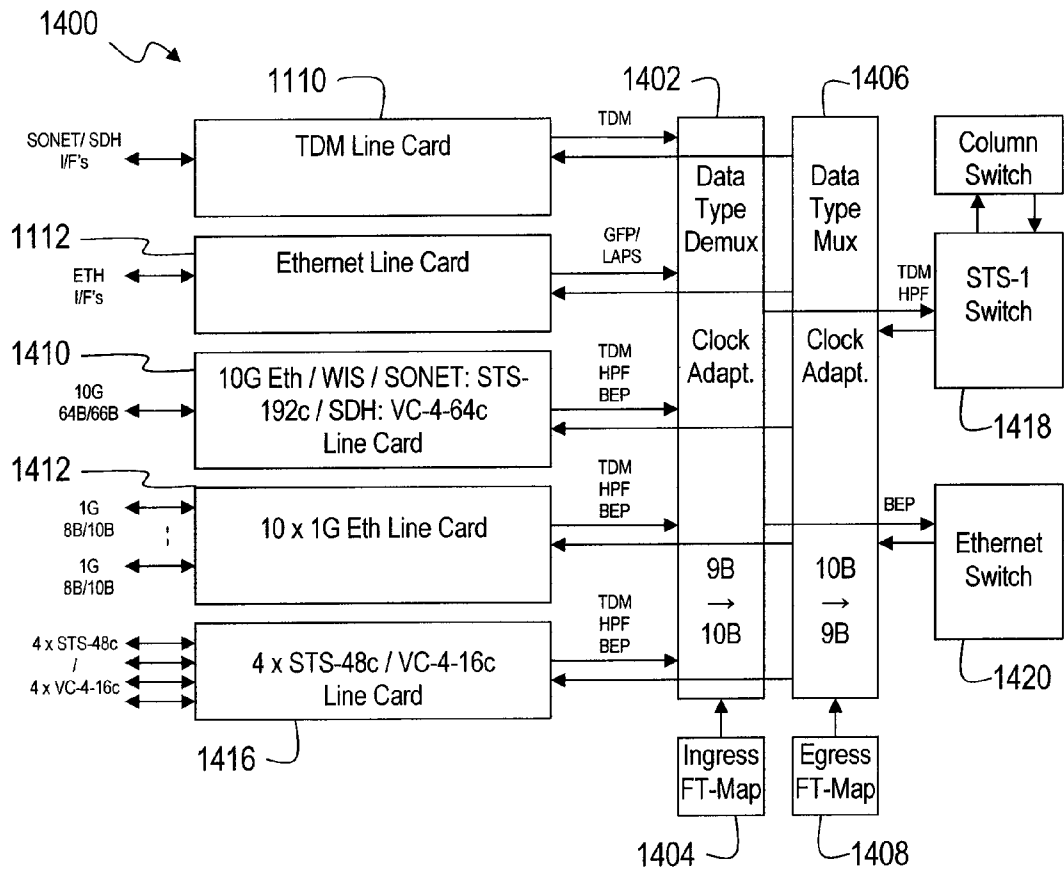 1400
1110
1402
1406
SONET/ SDH
I/F's
TDM Line Card
TDM
Data
Type
Demux
Data
Type
Mux
Column
Switch
1112
ETH
I/F's
Ethernet Line Card
GFP/
LAPS
TDM
HPF
STS-1
Switch
1410
10G
64B/66B
10G Eth / WIS / SONET: STS-
192c / SDH: VC-4-64c
Line Card
TDM
HPF
BEP
Clock
Adapt.
Clock
Adapt.
1418
1412
1G
8B/10B
1G
8B/10B
10 x 1G Eth Line Card
TDM
HPF
BEP
BEP
Ethernet
Switch
9B
→
10B
10B
→
9B
1420
4 x STS-48c
/
4 x VC-4-16c
4 x STS-48c / VC-4-16c
Line Card
TDM
HPF
BEP
1416
Ingress
FT-Map
Egress
FT-Map
1404
1408